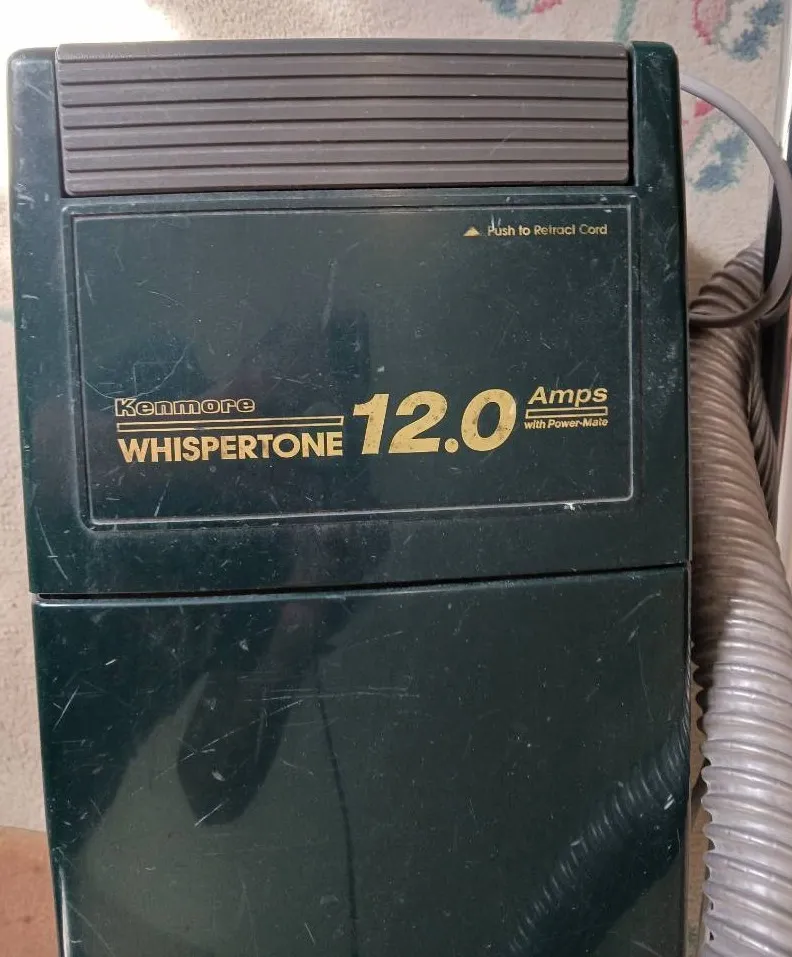 Push to Retract Cord
Kenmore
WHISPERTONE 12.0 Amps
with Power-Mate